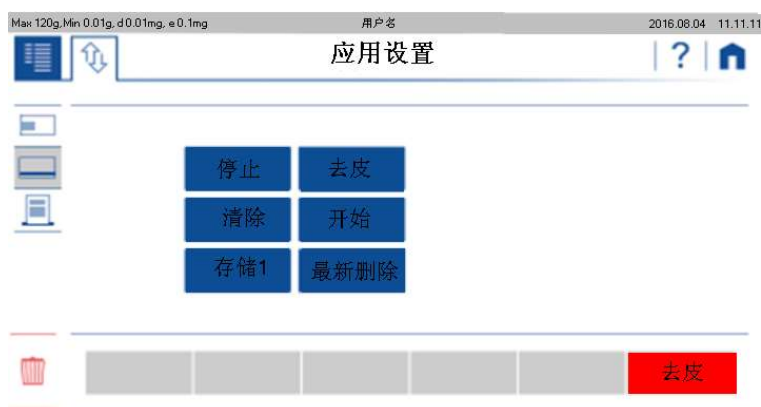 Max 120g,Min 0.01g, d 0.01mg, e 0.1mg 用户名 2016.08.04 11.11.11
应用设置 ?
停止 去皮
清除 开始
存储1 最新删除
去皮